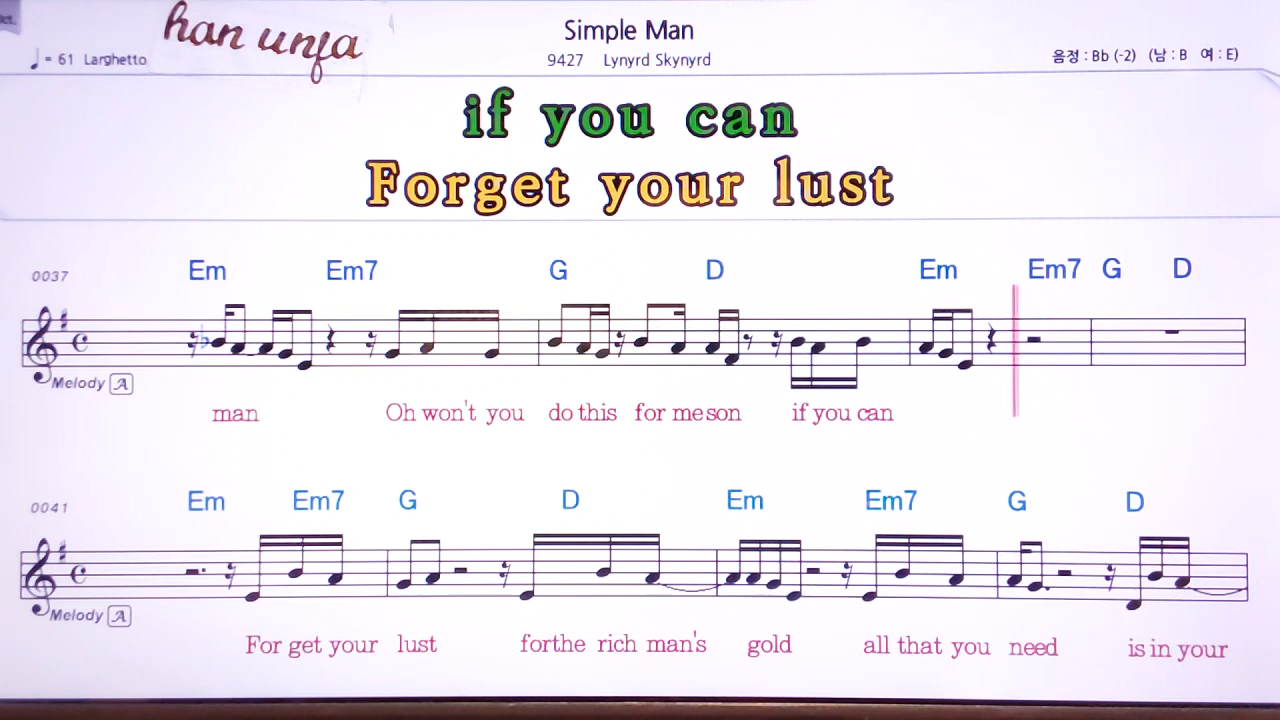 han unja
Simple Man
♩= 61 Larghetto
9427 Lynyrd Skynyrd
음정 : Bb (-2) (남 : B 여 : E)
if you can
Forget your lust
0037
Em Em7 G D Em Em7 G D
Melody A
man Oh won't you do this for me son if you can
0041
Em Em7 G D Em Em7 G D
Melody A
For get your lust forthe rich man's gold all that you need is in your